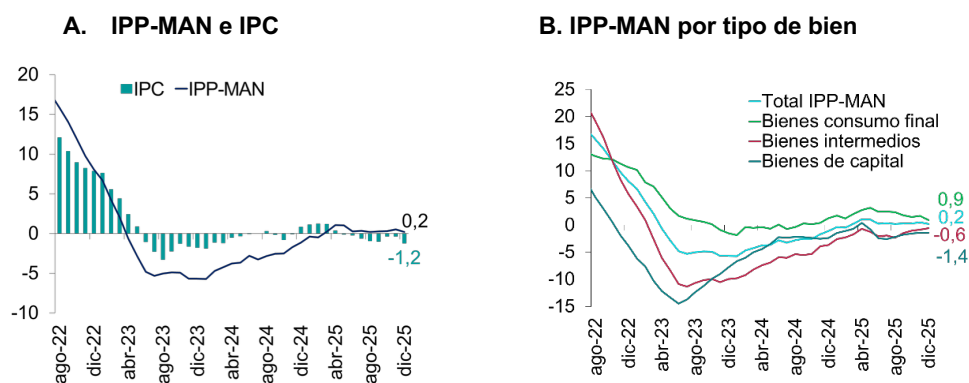 A. IPP-MAN e IPC
20
15
10
5
0
-5
-10
IPC
IPP-MAN
0,2
-1,2
ago-22
dic-22
abr-23
ago-23
dic-23
abr-24
ago-24
dic-24
abr-25
ago-25
dic-25
B. IPP-MAN por tipo de bien
25
20
15
10
5
0
-5
-10
-15
Total IPP-MAN
Bienes consumo final
Bienes intermedios
Bienes de capital
0,9
0,2
-0,6
-1,4
ago-22
dic-22
abr-23
ago-23
dic-23
abr-24
ago-24
dic-24
abr-25
ago-25
dic-25